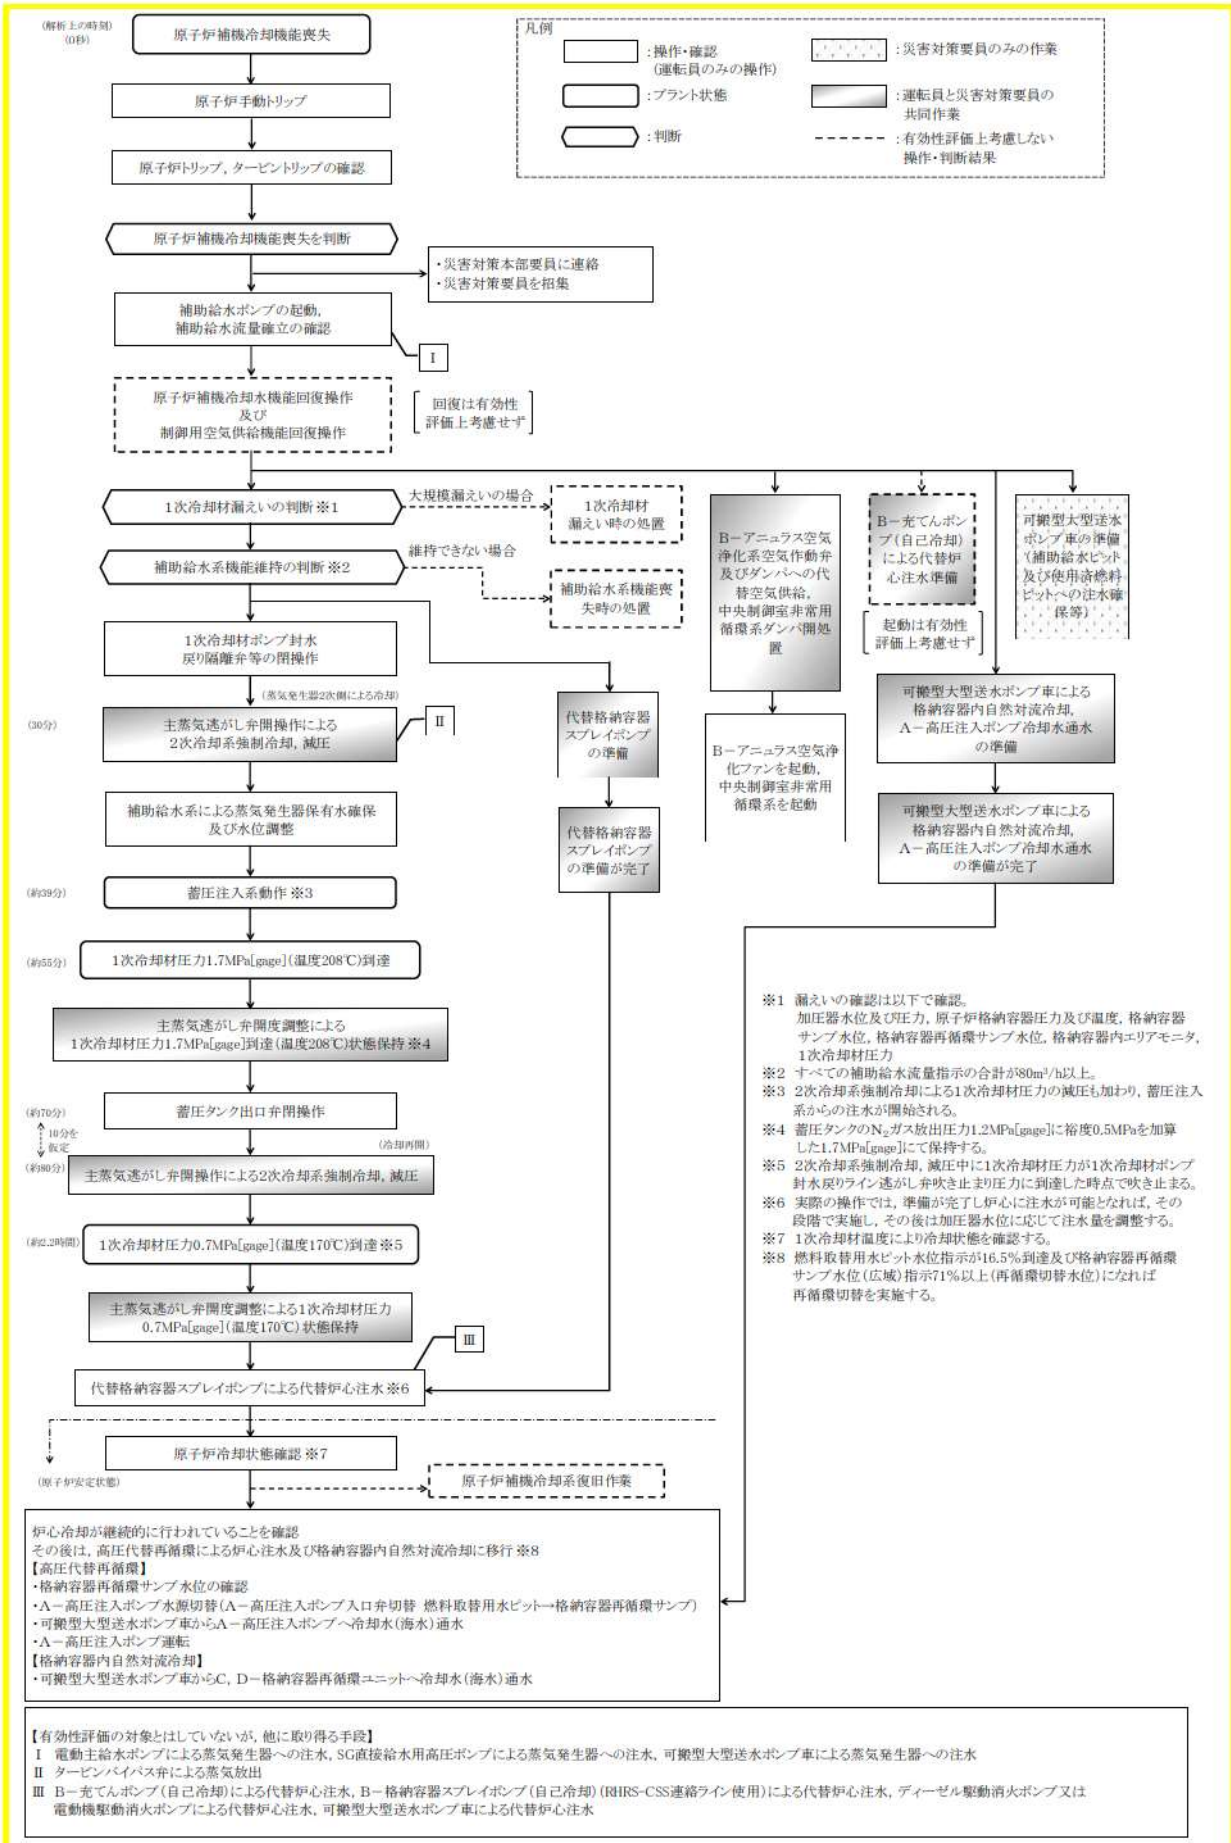 (解析上の時刻)
(0秒)
原子炉補機冷却機能喪失
凡例
:操作・確認
(運転員のみの操作)
:災害対策要員のみの作業
:プラント状態
:運転員と災害対策要員の
共同作業
:判断
:有効性評価上考慮しない
操作・判断結果
原子炉手動トリップ
原子炉トリップ,タービントリップの確認
原子炉補機冷却機能喪失を判断
・災害対策本部要員に連絡
・災害対策要員を招集
補助給水ポンプの起動,
補助給水流量確立の確認
Ⅰ
原子炉補機冷却水機能回復操作
及び
制御用空気供給機能回復操作
回復は有効性
評価上考慮せず
1次冷却材漏えいの判断※1
大規模漏えいの場合
1次冷却材
漏えい時の処置
補助給水系機能維持の判断※2
維持できない場合
補助給水系機能喪
失時の処置
B-アニュラス空気
浄化系空気作動弁
及びダンパへの代
替空気供給,
中央制御室非常用
循環系ダンパ開処
置
B-充てんポン
プ(自己冷却)
による代替炉
心注水準備
起動は有効性
評価上考慮せず
可搬型大型送水
ポンプ車の準備
(補助給水ピット
及び使用済燃料
ピットへの注水確
保等)
1次冷却材ポンプ封水
戻り隔離弁等の閉操作
(蒸気発生器2次側による冷却)
(30分)
主蒸気逃がし弁開操作による
2次冷却系強制冷却,減圧
Ⅱ
代替格納容器
スプレイポンプ
の準備
B-アニュラス空気浄
化ファンを起動,
中央制御室非常用
循環系を起動
可搬型大型送水ポンプ車による
格納容器内自然対流冷却,
A-高圧注入ポンプ冷却水通水
の準備
補助給水系による蒸気発生器保有水確保
及び水位調整
代替格納容器
スプレイポンプ
の準備が完了
可搬型大型送水ポンプ車による
格納容器内自然対流冷却,
A-高圧注入ポンプ冷却水通水
の準備が完了
(約39分)
蓄圧注入系動作※3
(約55分)
1次冷却材圧力1.7MPa[gage](温度208℃)到達
主蒸気逃がし弁開度調整による
1次冷却材圧力1.7MPa[gage]到達(温度208℃)状態保持※4
(約70分)
蓄圧タンク出口弁閉操作
10分を
仮定
(冷却再開)
(約80分)
主蒸気逃がし弁開操作による2次冷却系強制冷却,減圧
(約2.2時間)
1次冷却材圧力0.7MPa[gage](温度170℃)到達※5
主蒸気逃がし弁開度調整による1次冷却材圧力
0.7MPa[gage](温度170℃)状態保持
Ⅲ
代替格納容器スプレイポンプによる代替炉心注水※6
※1 漏えいの確認は以下で確認。
加圧器水位及び圧力,原子炉格納容器圧力及び温度,格納容器
サンプ水位,格納容器再循環サンプ水位,格納容器内エリアモニタ,
1次冷却材圧力
※2 すべての補助給水流量指示の合計が80m³/h以上。
※3 2次冷却系強制冷却による1次冷却材圧力の減圧も加わり,蓄圧注入
系からの注水が開始される。
※4 蓄圧タンクのN₂ガス放出圧力1.2MPa[gage]に裕度0.5MPaを加算
した1.7MPa[gage]にて保持する。
※5 2次冷却系強制冷却,減圧中に1次冷却材圧力が1次冷却材ポンプ
封水戻りライン逃がし弁吹き止まり圧力に到達した時点で吹き止まる。
※6 実際の操作では,準備が完了し炉心に注水が可能となれば,その
段階で実施し,その後は加圧器水位に応じて注水量を調整する。
※7 1次冷却材温度により冷却状態を確認する。
※8 燃料取替用水ピット水位指示が16.5%到達及び格納容器再循環
サンプ水位(広域)指示71%以上(再循環切替水位)になれば
再循環切替を実施する。
原子炉冷却状態確認※7
(原子炉安定状態)
原子炉補機冷却系復旧作業
炉心冷却が継続的に行われていることを確認
その後は,高圧代替再循環による炉心注水及び格納容器内自然対流冷却に移行※8
【高圧代替再循環】
・格納容器再循環サンプ水位の確認
・A-高圧注入ポンプ水源切替(A-高圧注入ポンプ入口弁切替 燃料取替用水ピット→格納容器再循環サンプ)
・可搬型大型送水ポンプ車からA-高圧注入ポンプへ冷却水(海水)通水
・A-高圧注入ポンプ運転
【格納容器内自然対流冷却】
・可搬型大型送水ポンプ車からC,D-格納容器再循環ユニットへ冷却水(海水)通水
【有効性評価の対象とはしていないが,他に取り得る手段】
Ⅰ 電動主給水ポンプによる蒸気発生器への注水,SG直接給水用高圧ポンプによる蒸気発生器への注水,可搬型大型送水ポンプ車による蒸気発生器への注水
Ⅱ タービンバイパス弁による蒸気放出
Ⅲ B-充てんポンプ(自己冷却)による代替炉心注水,B-格納容器スプレイポンプ(自己冷却)(RHRS-CSS連絡ライン使用)による代替炉心注水,ディーゼル駆動消火ポンプ又は
電動機駆動消火ポンプによる代替炉心注水,可搬型大型送水ポンプ車による代替炉心注水